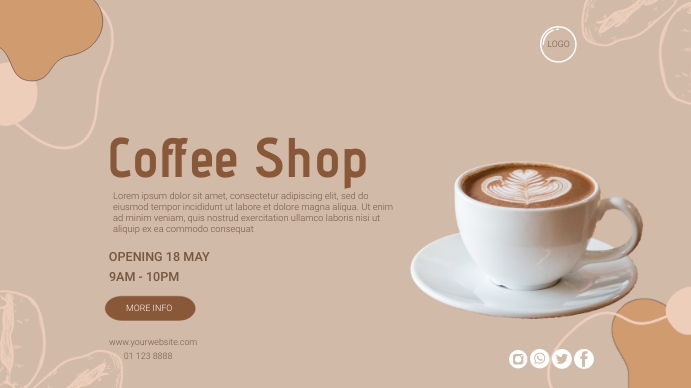 LOGO
Coffee Shop
Lorem ipsum dolor sit amet, consectetur adipiscing elit, sed do
eiusmod tempor incididunt ut labore et dolore magna aliqua. Ut enim
ad minim veniam, quis nostrud exercitation ullamco laboris nisi ut
aliquip ex ea commodo consequat
OPENING 18 MAY
9AM - 10PM
MORE INFO
www.yourwebsite.com
01 123 8888